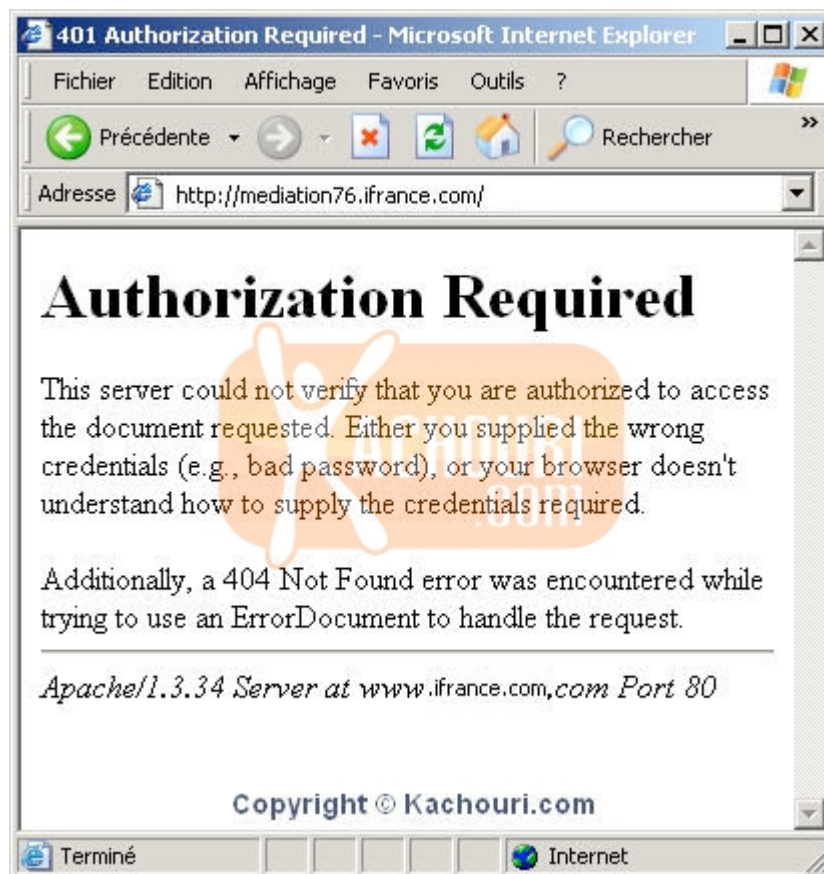 401 Authorization Required - Microsoft Internet Explorer
Fichier Edition Affichage Favoris Outils ?
Précédente Rechercher »
Adresse http://mediation76.ifrance.com/
Authorization Required
This server could not verify that you are authorized to access
the document requested. Either you supplied the wrong
credentials (e.g., bad password), or your browser doesn't
understand how to supply the credentials required.
KACHOURI
.COM
Additionally, a 404 Not Found error was encountered while
trying to use an ErrorDocument to handle the request.
Apache/1.3.34 Server at www.ifrance.com.com Port 80
Copyright © Kachouri.com
Terminé Internet